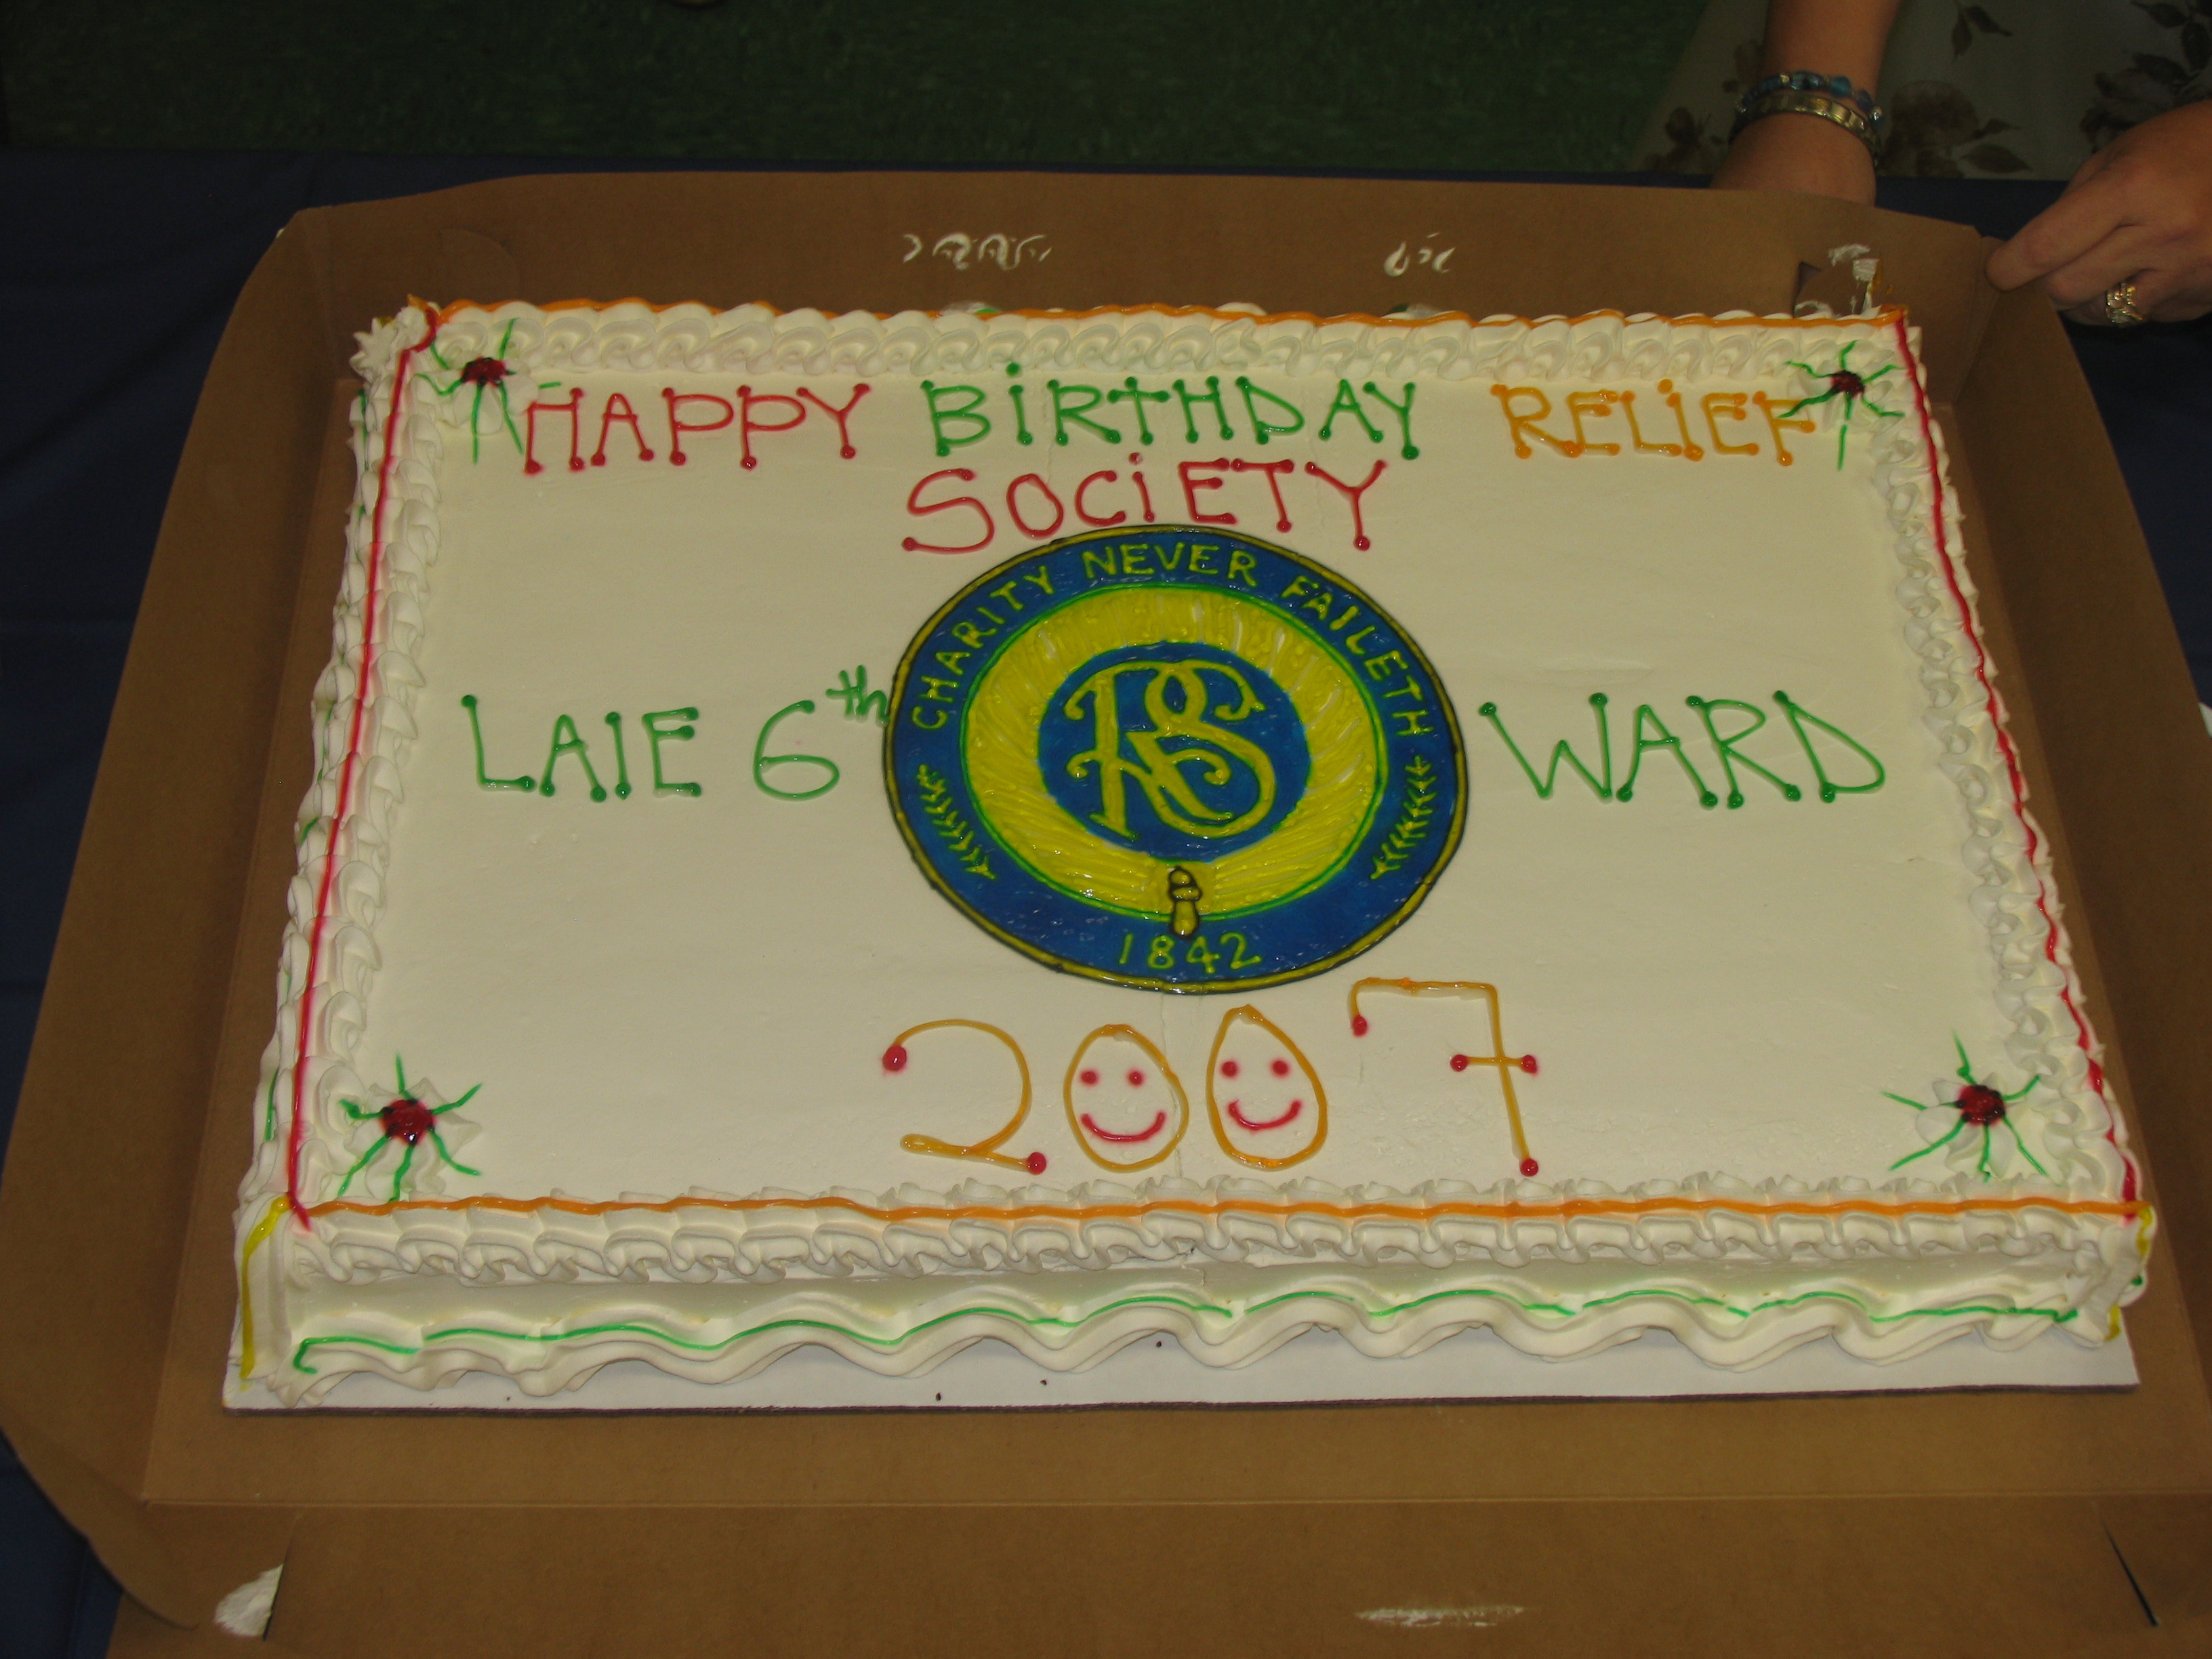 HAPPY BIRTHDAY RELIEF
SOCIETY
CHARITY NEVER FAILETH
RS
LAIE 6th WARD
1842
2007